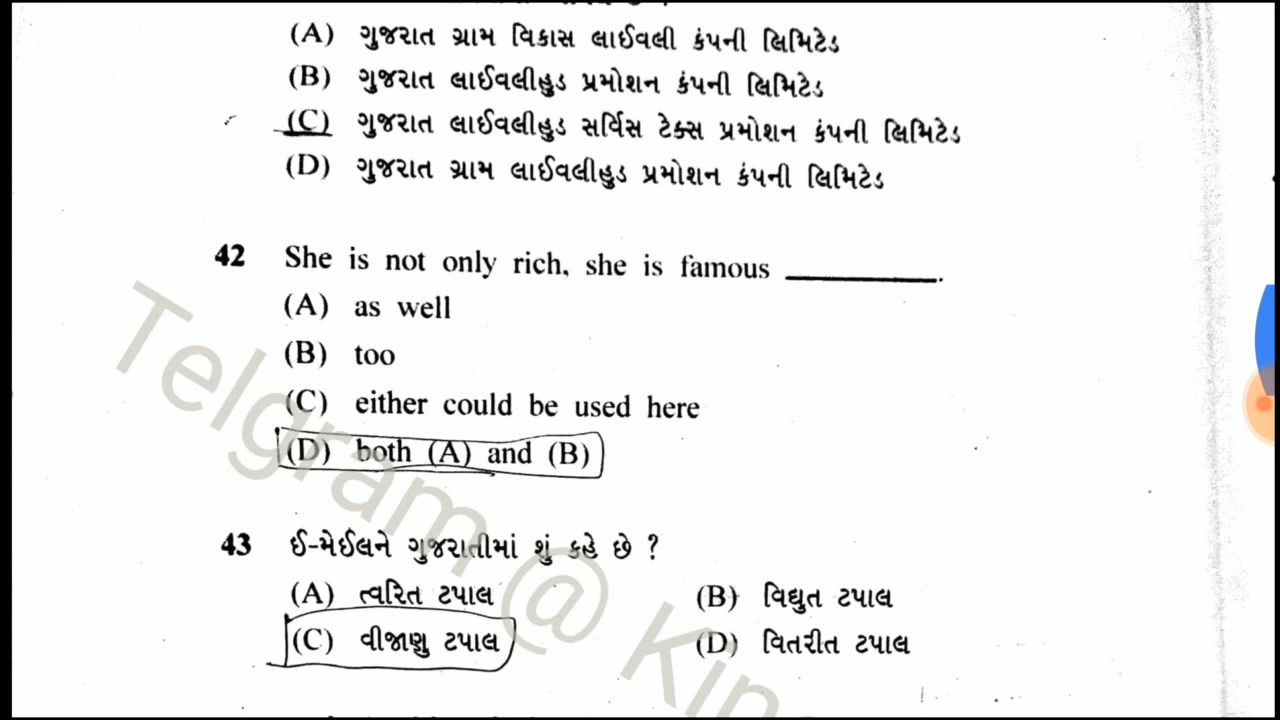 (A) ગુજરાત ગ્રામ વિકાસ લાઈવલી કંપની લિમિટેડ
(B) ગુજરાત લાઈવલીહુડ પ્રમોશન કંપની લિમિટેડ
(C) ગુજરાત લાઈવલીહુડ સર્વિસ ટેક્સ પ્રમોશન કંપની લિમિટેડ
(D) ગુજરાત ગ્રામ લાઈવલીહુડ પ્રમોશન કંપની લિમિટેડ
42 She is not only rich, she is famous __________.
(A) as well
(B) too
(C) either could be used here
(D) both (A) and (B)
43 ઈ-મેઈલને ગુજરાતીમાં શું કહે છે ?
(A) ત્વરિત ટપાલ (B) વિદ્યુત ટપાલ
(C) વીજાણુ ટપાલ (D) વિતરીત ટપાલ
Telgram @ Kin